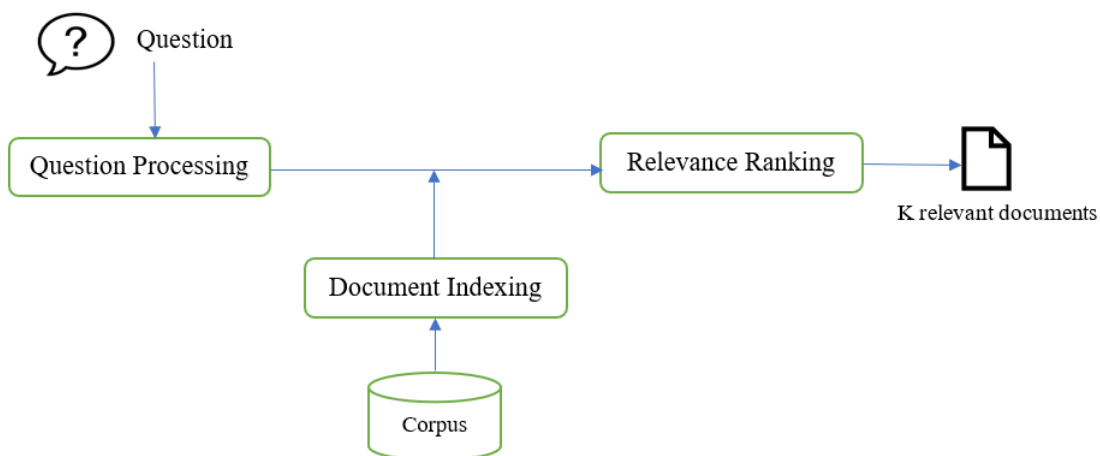 ?
Question
Question Processing
Relevance Ranking
K relevant documents
Document Indexing
Corpus